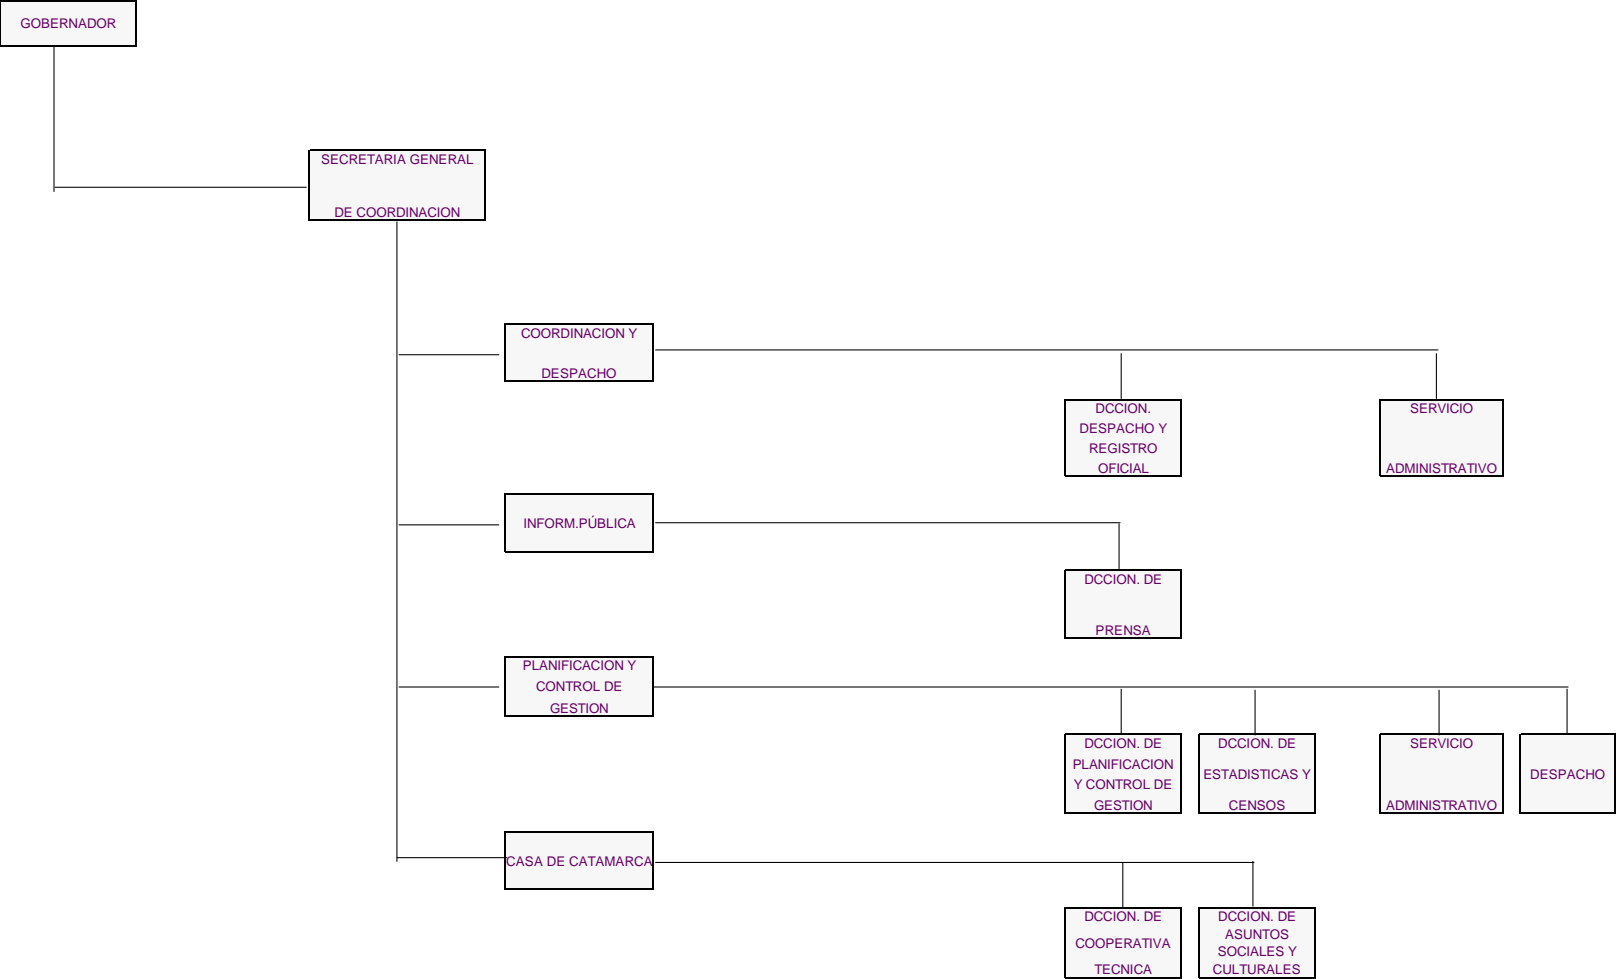 GOBERNADOR
SECRETARIA GENERAL
DE COORDINACION
COORDINACION Y
DESPACHO
DCCION.
DESPACHO Y
REGISTRO
OFICIAL
SERVICIO
ADMINISTRATIVO
INFORM.PÚBLICA
DCCION. DE
PRENSA
PLANIFICACION Y
CONTROL DE
GESTION
DCCION. DE
PLANIFICACION
Y CONTROL DE
GESTION
DCCION. DE
ESTADISTICAS Y
CENSOS
SERVICIO
ADMINISTRATIVO
DESPACHO
CASA DE CATAMARCA
DCCION. DE
COOPERATIVA
TECNICA
DCCION. DE
ASUNTOS
SOCIALES Y
CULTURALES